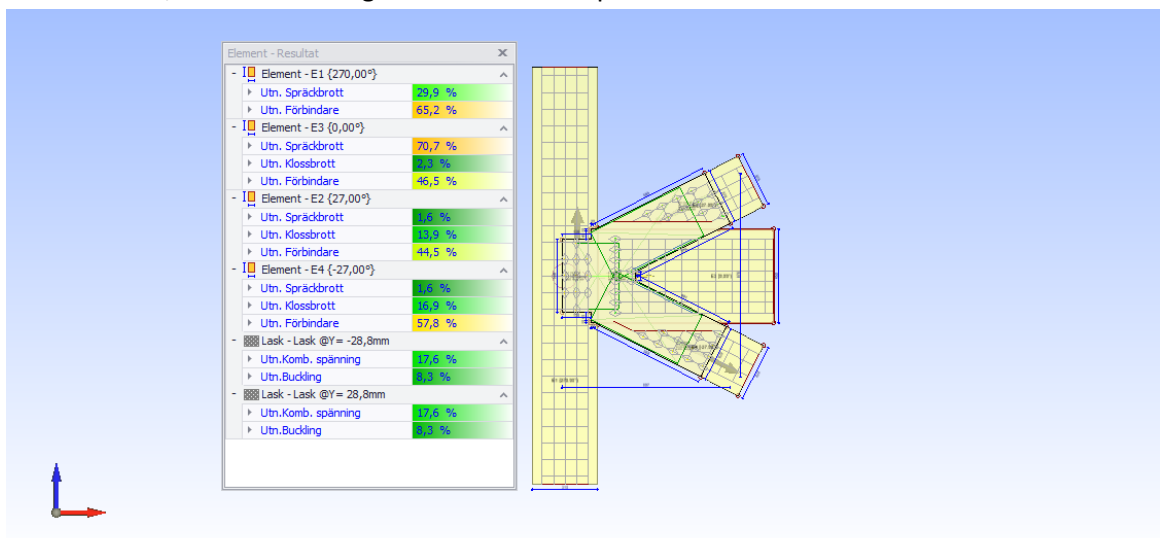 Element - Resultat
Element - E1 {270,00°}
Utn. Spräckbrott 29,9 %
Utn. Förbindare 65,2 %
Element - E3 {0,00°}
Utn. Spräckbrott 70,7 %
Utn. Klossbrott 2,3 %
Utn. Förbindare 46,5 %
Element - E2 {27,00°}
Utn. Spräckbrott 1,6 %
Utn. Klossbrott 13,9 %
Utn. Förbindare 44,5 %
Element - E4 {-27,00°}
Utn. Spräckbrott 1,6 %
Utn. Klossbrott 16,9 %
Utn. Förbindare 57,8 %
Lask - Lask @Y= -28,8mm
Utn.Komb. spänning 17,6 %
Utn.Buckling 8,3 %
Lask - Lask @Y= 28,8mm
Utn.Komb. spänning 17,6 %
Utn.Buckling 8,3 %